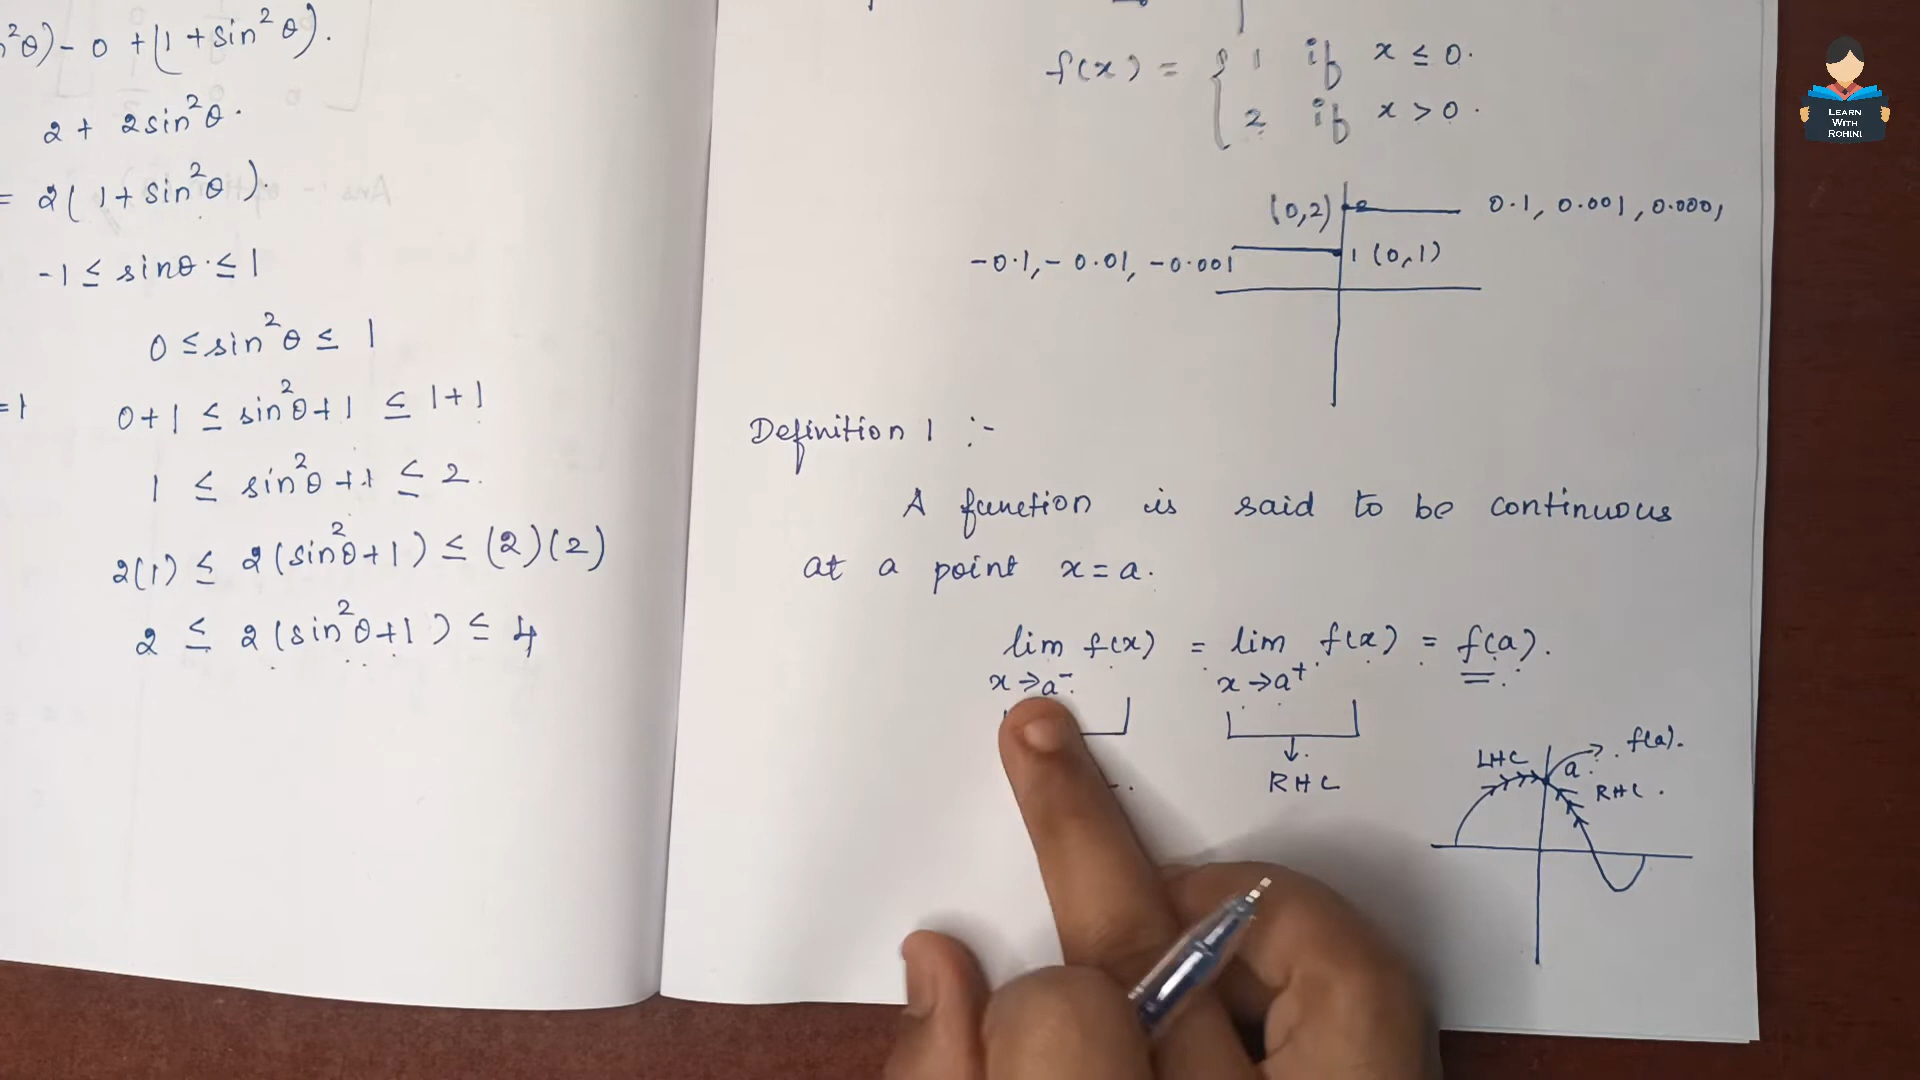 ²θ) - 0 + (1 + sin²θ).
2 + 2sin²θ.
= 2(1 + sin²θ).
-1 ≤ sinθ ≤ 1
0 ≤ sin²θ ≤ 1
=1
0+1 ≤ sin²θ+1 ≤ 1+1
1 ≤ sin²θ+1 ≤ 2.
2(1) ≤ 2(sin²θ+1) ≤ (2)(2)
2 ≤ 2(sin²θ+1) ≤ 4
f(x) = { 1 if x ≤ 0.
2 if x > 0.
(0,2) 0.1, 0.001, 0.000,
-0.1, -0.01, -0.001 1 (0,1)
Definition 1 :-
A function is said to be continuous
at a point x = a.
lim f(x) = lim f(x) = f(a).
x→a⁻ x→a⁺
RHC
LHC a f(a).
RHC.
LEARN
WITH
ROHINI